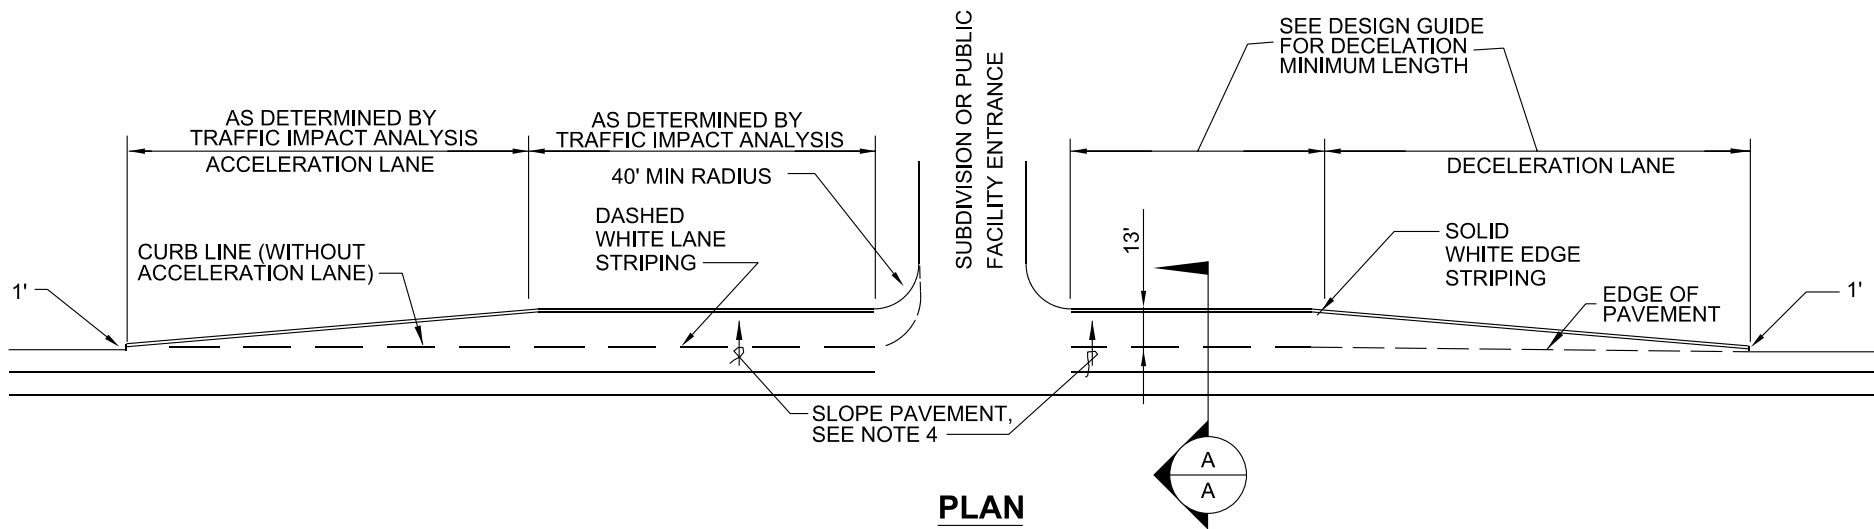 SUBDIVISION OR PUBLIC
FACILITY ENTRANCE
SEE DESIGN GUIDE
FOR DECELATION
MINIMUM LENGTH
AS DETERMINED BY
TRAFFIC IMPACT ANALYSIS
ACCELERATION LANE
AS DETERMINED BY
TRAFFIC IMPACT ANALYSIS
DECELERATION LANE
40' MIN RADIUS
DASHED
WHITE LANE
STRIPING
CURB LINE (WITHOUT
ACCELERATION LANE)
1'
13'
SOLID
WHITE EDGE
STRIPING
EDGE OF
PAVEMENT
1'
SLOPE PAVEMENT,
SEE NOTE 4
A
A
PLAN